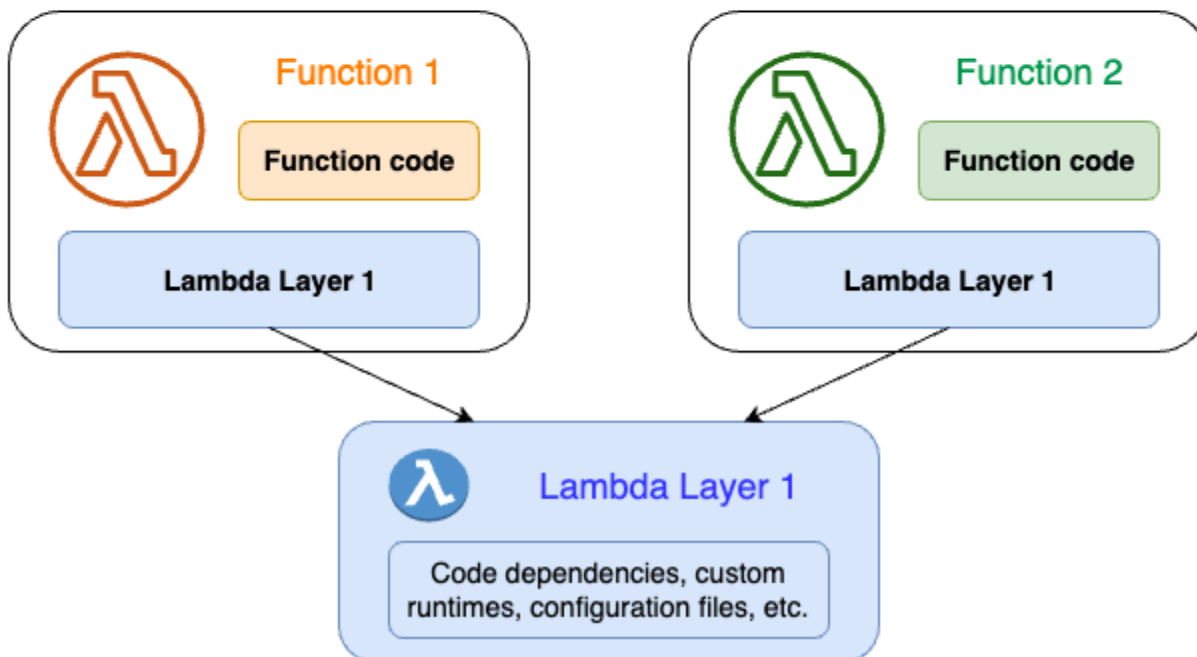 Function 1
Function code
Lambda Layer 1
Function 2
Function code
Lambda Layer 1
Lambda Layer 1
Code dependencies, custom
runtimes, configuration files, etc.